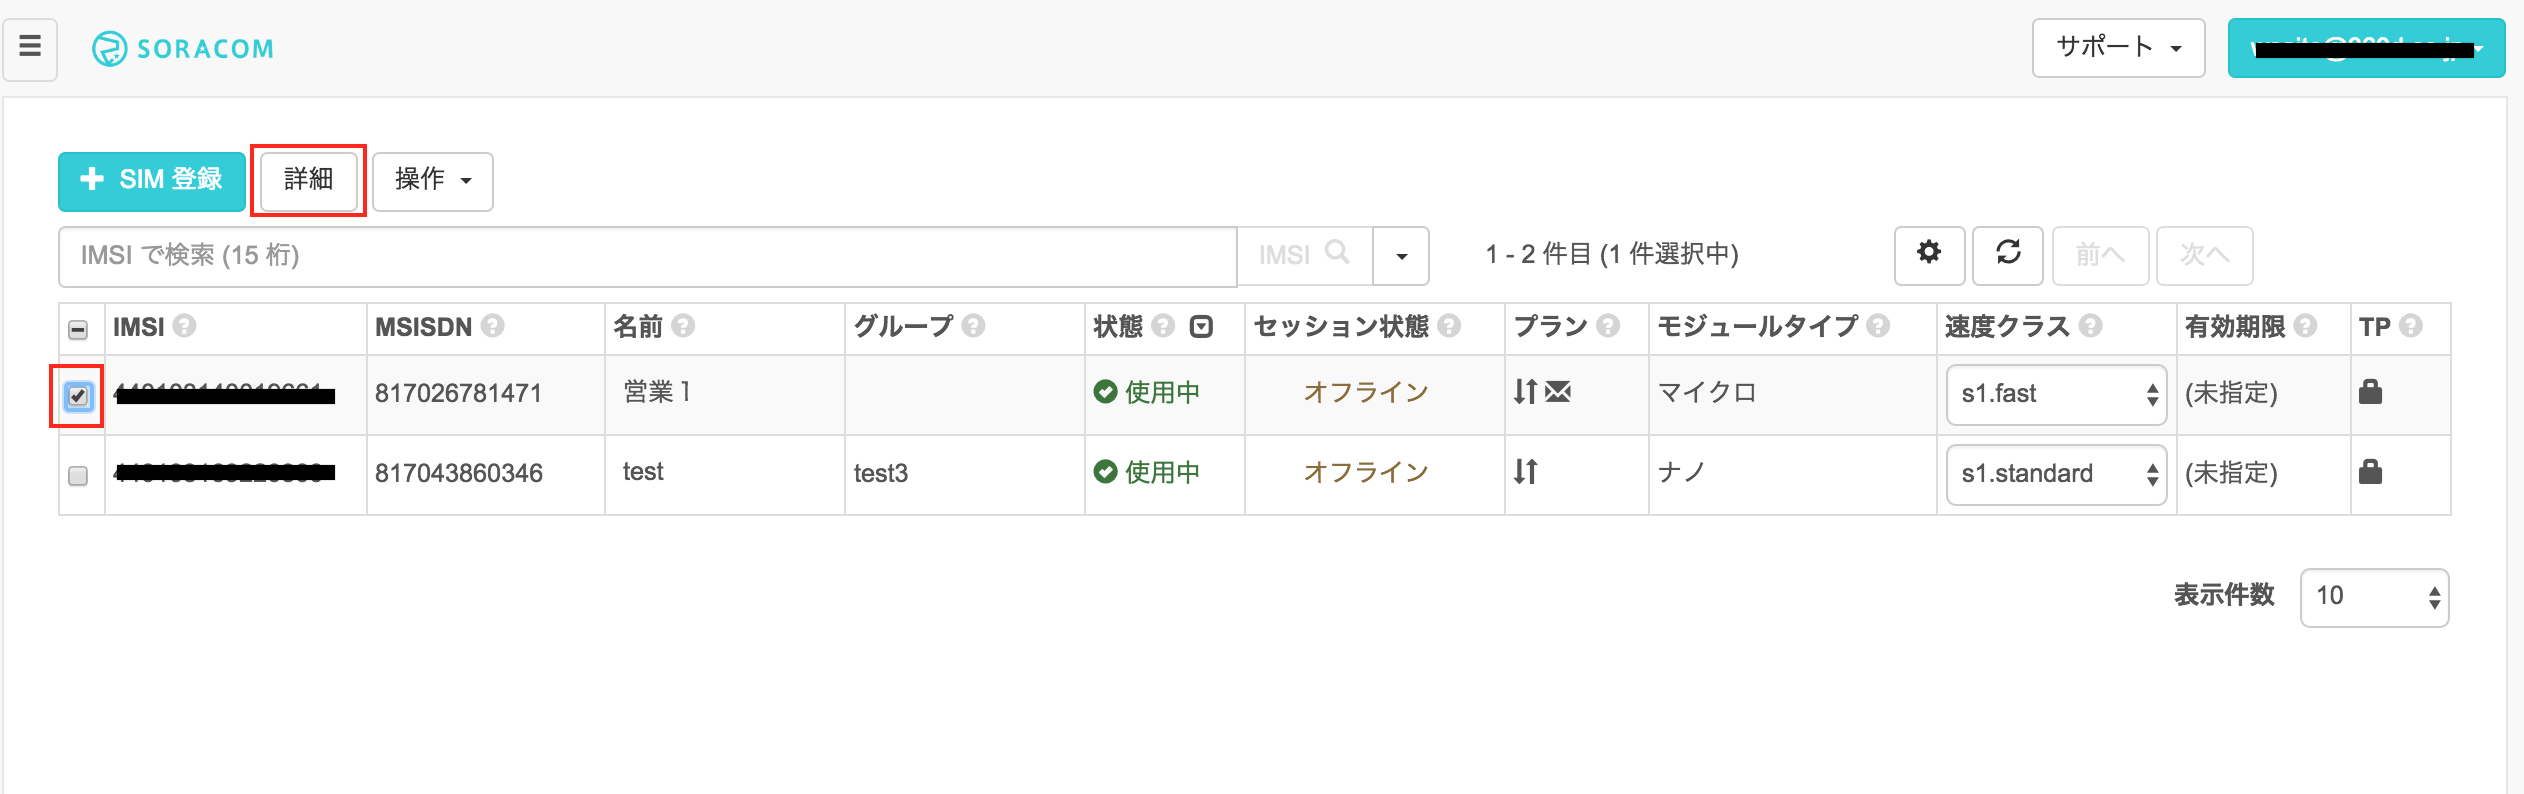 SORACOM
サポート
SIM 登録
詳細
操作
IMSI で検索 (15 桁)
IMSI
1 - 2 件目 (1 件選択中)
前へ
次へ
IMSI MSISDN 名前 グループ 状態 セッション状態 プラン モジュールタイプ 速度クラス 有効期限 TP
817026781471 営業1 使用中 オフライン マイクロ s1.fast (未指定)
817043860346 test test3 使用中 オフライン ナノ s1.standard (未指定)
表示件数 10